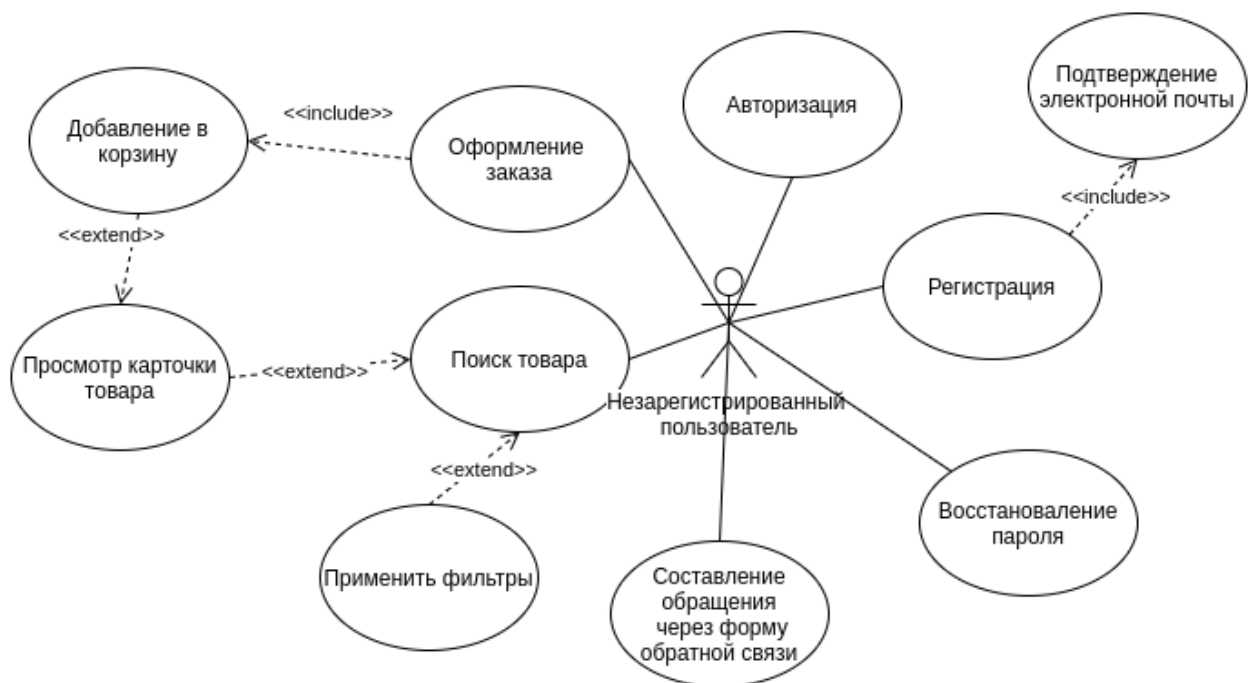 Подтверждение
электронной почты
Авторизация
<<include>>
Добавление в
корзину
Оформление
заказа
<<include>>
<<extend>>
Регистрация
Просмотр карточки
товара
<<extend>>
Поиск товара
Незарегистрированный
пользователь
<<extend>>
Восстановаление
пароля
Применить фильтры
Составление
обращения
через форму
обратной связи